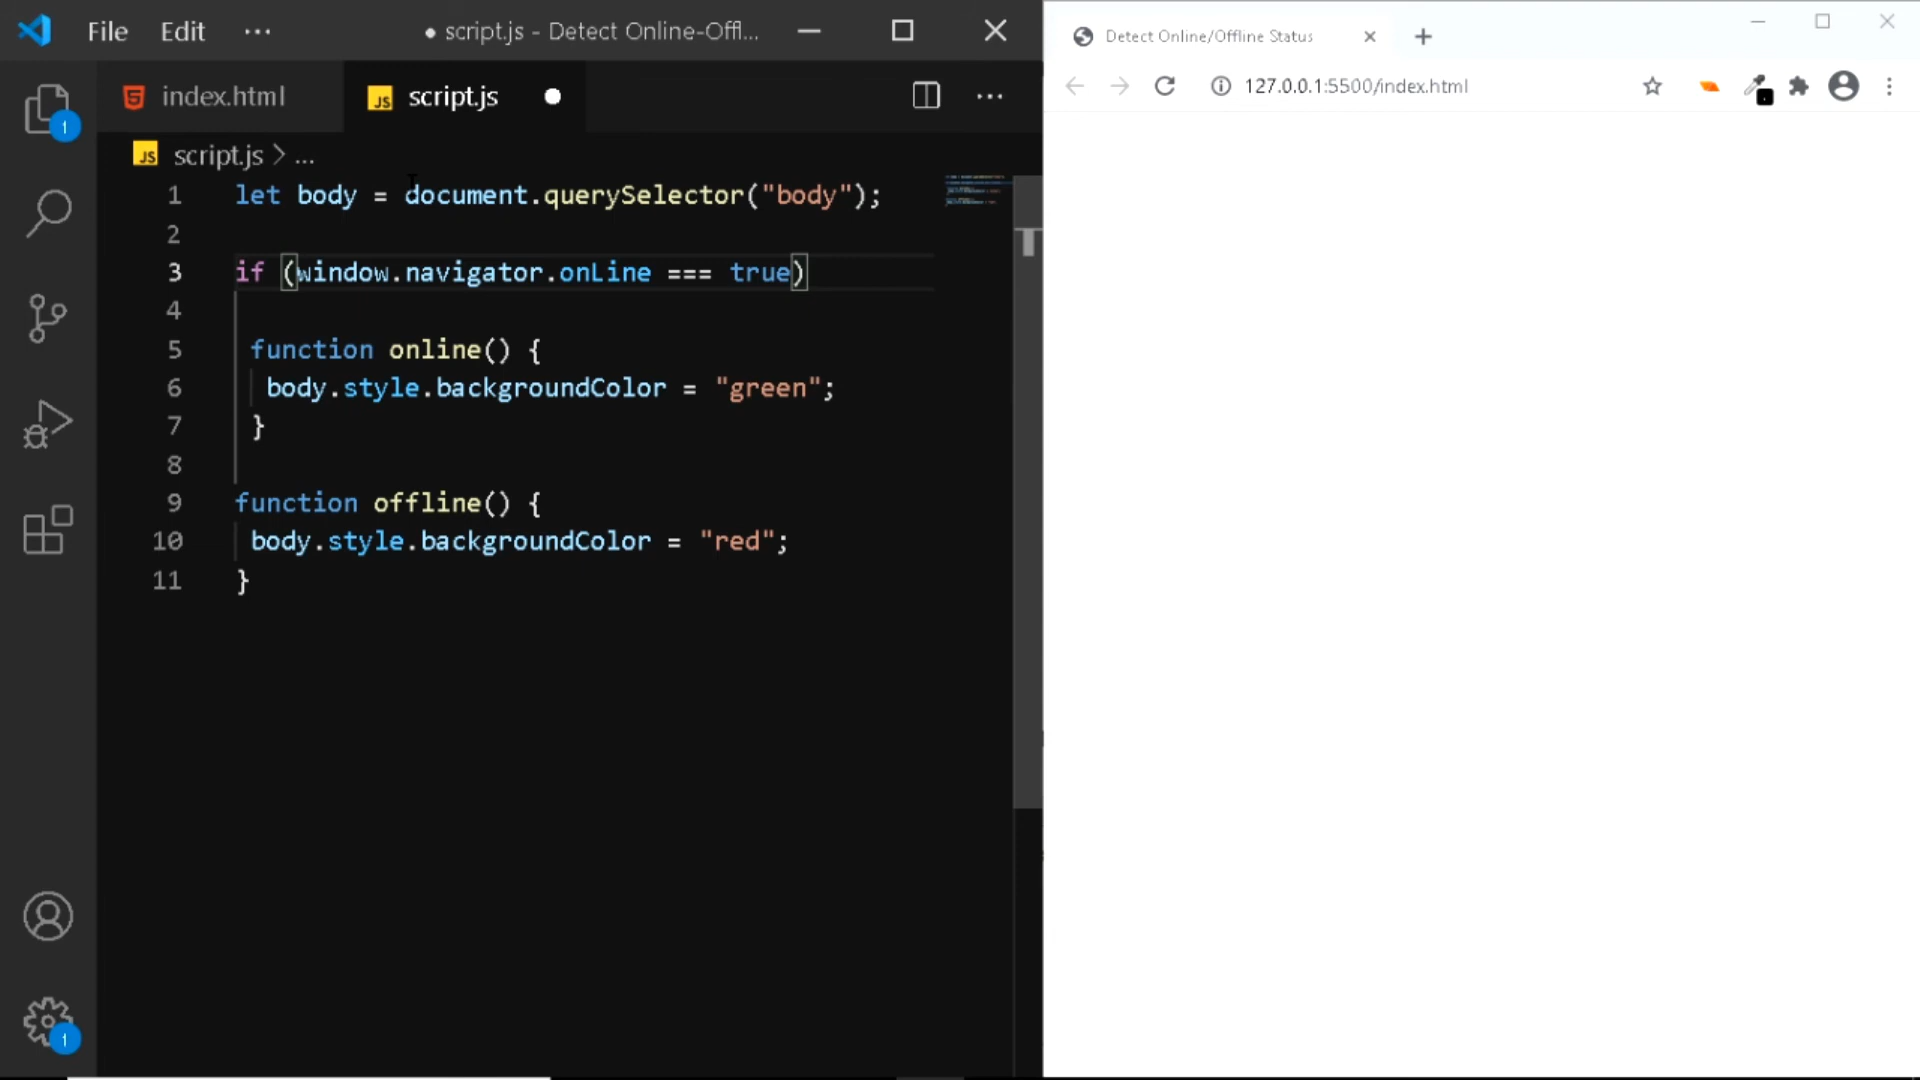 File Edit ··· ● script.js - Detect Online-Offl...
index.html script.js ● ···
JS script.js > ...
1 let body = document.querySelector("body");
2
3 if (window.navigator.onLine === true)
4
5 function online() {
6 body.style.backgroundColor = "green";
7 }
8
9 function offline() {
10 body.style.backgroundColor = "red";
11 }
1
1
Detect Online/Offline Status
127.0.0.1:5500/index.html